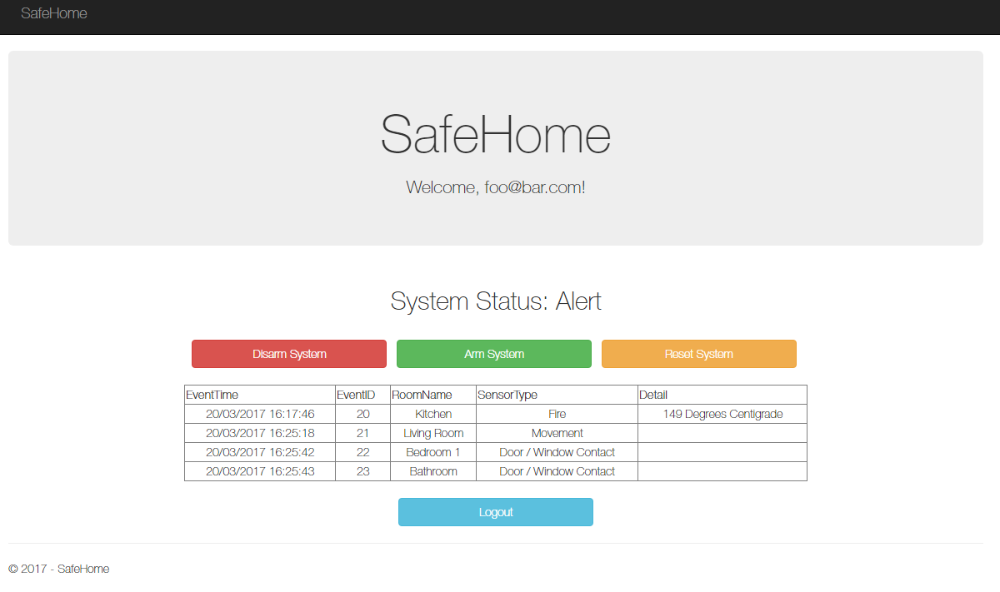 SafeHome
SafeHome
Welcome, foo@bar.com!
System Status: Alert
Disarm System Arm System Reset System
EventTime EventID RoomName SensorType Detail
20/03/2017 16:17:46 20 Kitchen Fire 149 Degrees Centigrade
20/03/2017 16:25:18 21 Living Room Movement
20/03/2017 16:25:42 22 Bedroom 1 Door / Window Contact
20/03/2017 16:25:43 23 Bathroom Door / Window Contact
Logout
© 2017 - SafeHome